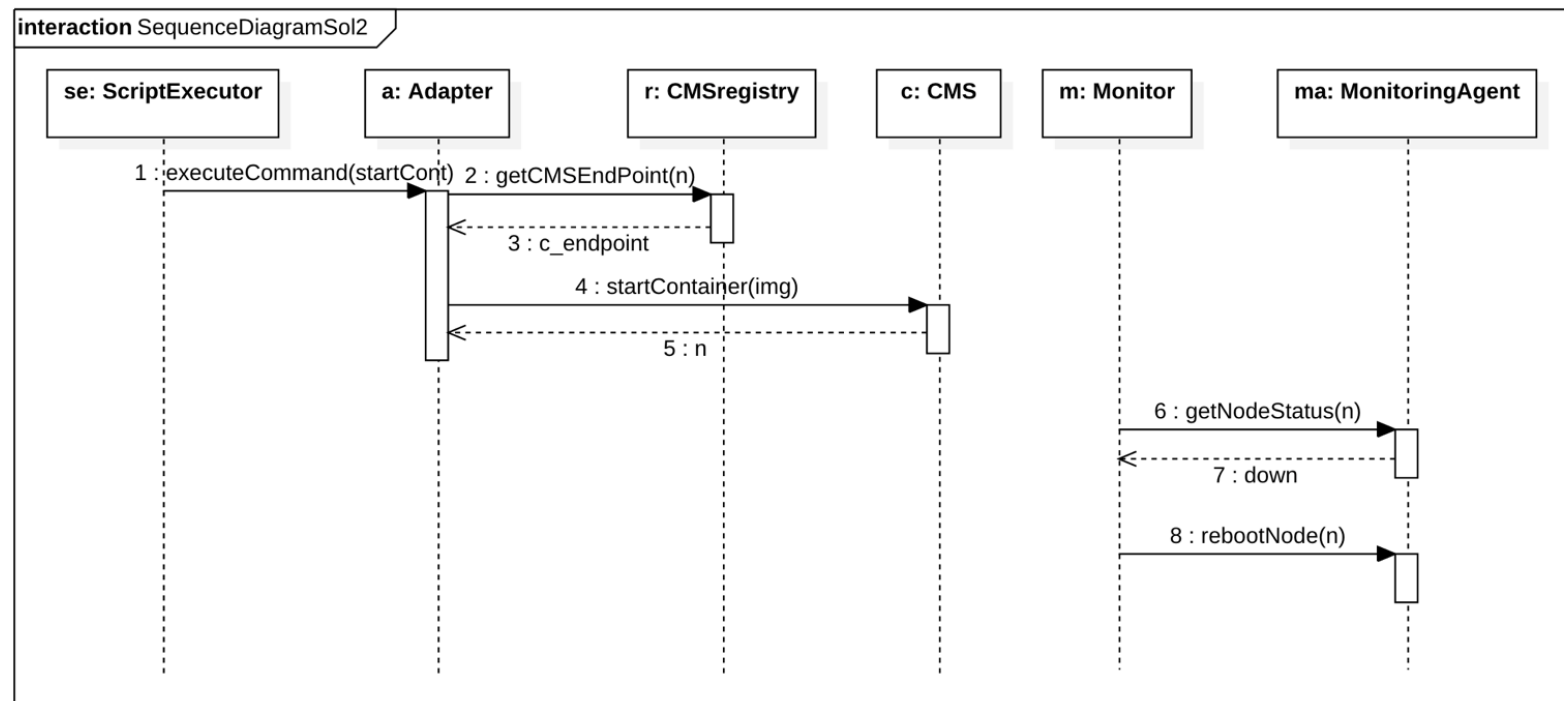 interaction SequenceDiagramSol2
se: ScriptExecutor
a: Adapter
r: CMSregistry
c: CMS
m: Monitor
ma: MonitoringAgent
1 : executeCommand(startCont)
2 : getCMSEndPoint(n)
3 : c_endpoint
4 : startContainer(img)
5 : n
6 : getNodeStatus(n)
7 : down
8 : rebootNode(n)